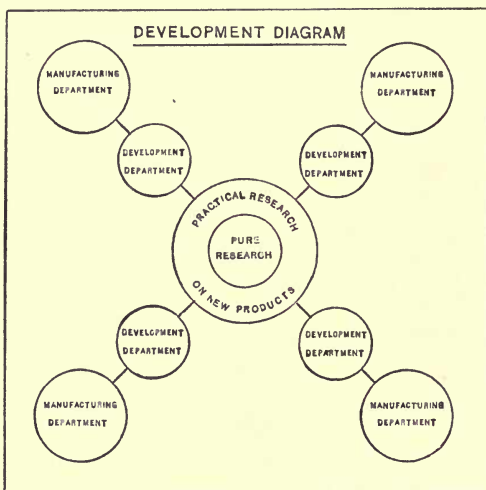 DEVELOPMENT DIAGRAM
MANUFACTURING
DEPARTMENT
MANUFACTURING
DEPARTMENT
DEVELOPMENT
DEPARTMENT
DEVELOPMENT
DEPARTMENT
PRACTICAL RESEARCH
PURE
RESEARCH
ON NEW PRODUCTS
DEVELOPMENT
DEPARTMENT
DEVELOPMENT
DEPARTMENT
MANUFACTURING
DEPARTMENT
MANUFACTURING
DEPARTMENT